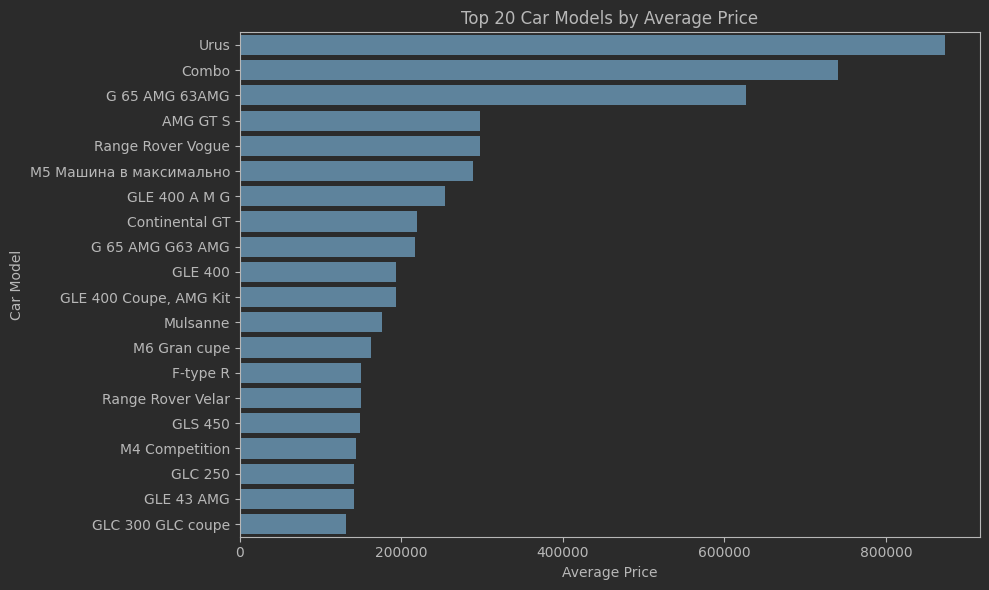 Top 20 Car Models by Average Price
Urus
Combo
G 65 AMG 63AMG
AMG GT S
Range Rover Vogue
M5 Машина в максимально
GLE 400 A M G
Continental GT
G 65 AMG G63 AMG
GLE 400
GLE 400 Coupe, AMG Kit
Mulsanne
M6 Gran cupe
F-type R
Range Rover Velar
GLS 450
M4 Competition
GLC 250
GLE 43 AMG
GLC 300 GLC coupe
Car Model
0 200000 400000 600000 800000
Average Price